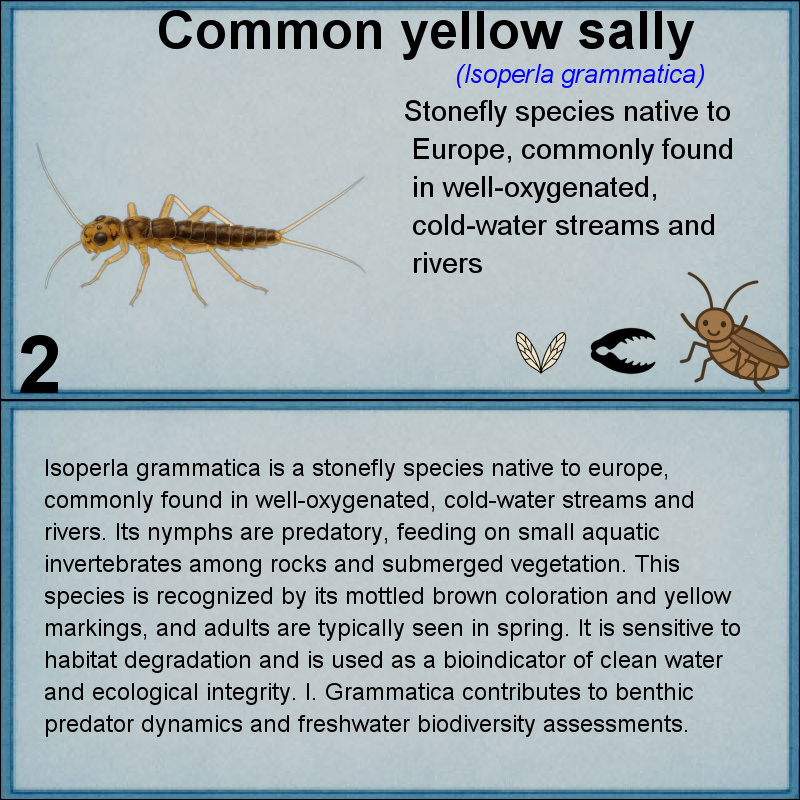 Common yellow sally
(Isoperla grammatica)
Stonefly species native to
Europe, commonly found
in well-oxygenated,
cold-water streams and
rivers
2
Isoperla grammatica is a stonefly species native to europe,
commonly found in well-oxygenated, cold-water streams and
rivers. Its nymphs are predatory, feeding on small aquatic
invertebrates among rocks and submerged vegetation. This
species is recognized by its mottled brown coloration and yellow
markings, and adults are typically seen in spring. It is sensitive to
habitat degradation and is used as a bioindicator of clean water
and ecological integrity. I. Grammatica contributes to benthic
predator dynamics and freshwater biodiversity assessments.